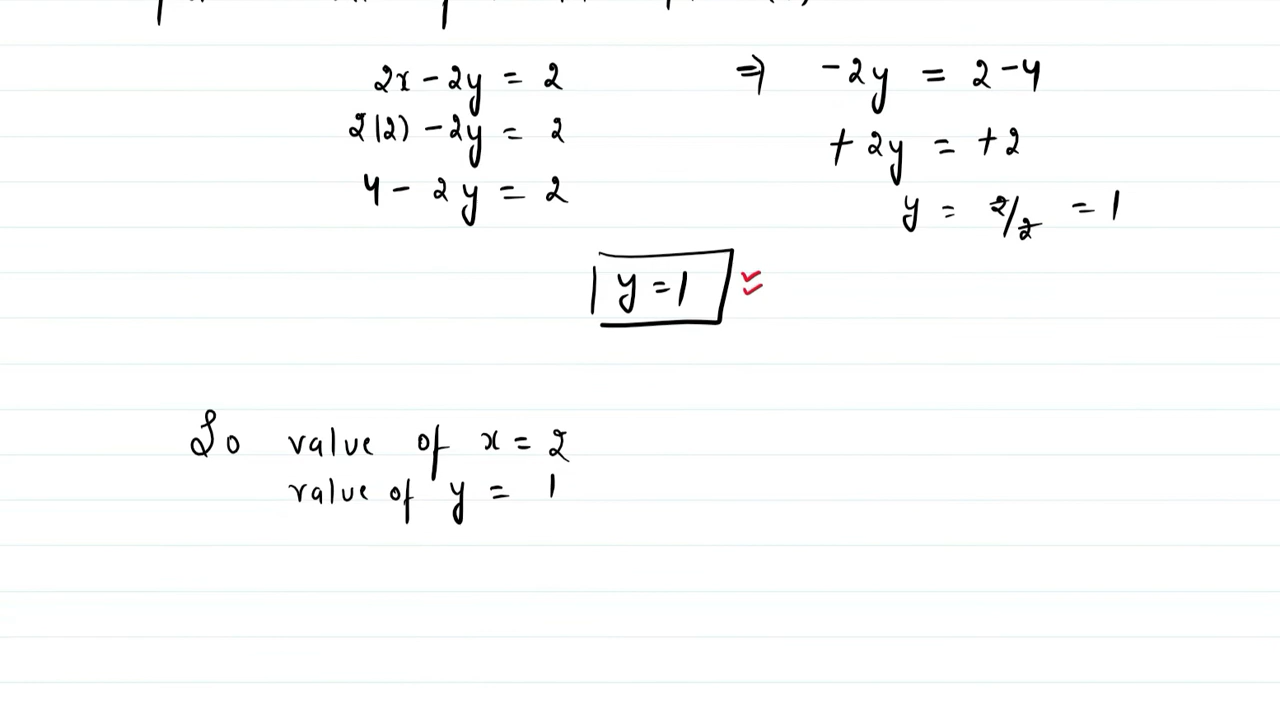 2x - 2y = 2
2(2) - 2y = 2
4 - 2y = 2
⇒ -2y = 2 - 4
+ 2y = + 2
y = 2/2 = 1
y = 1
So value of x = 2
value of y = 1